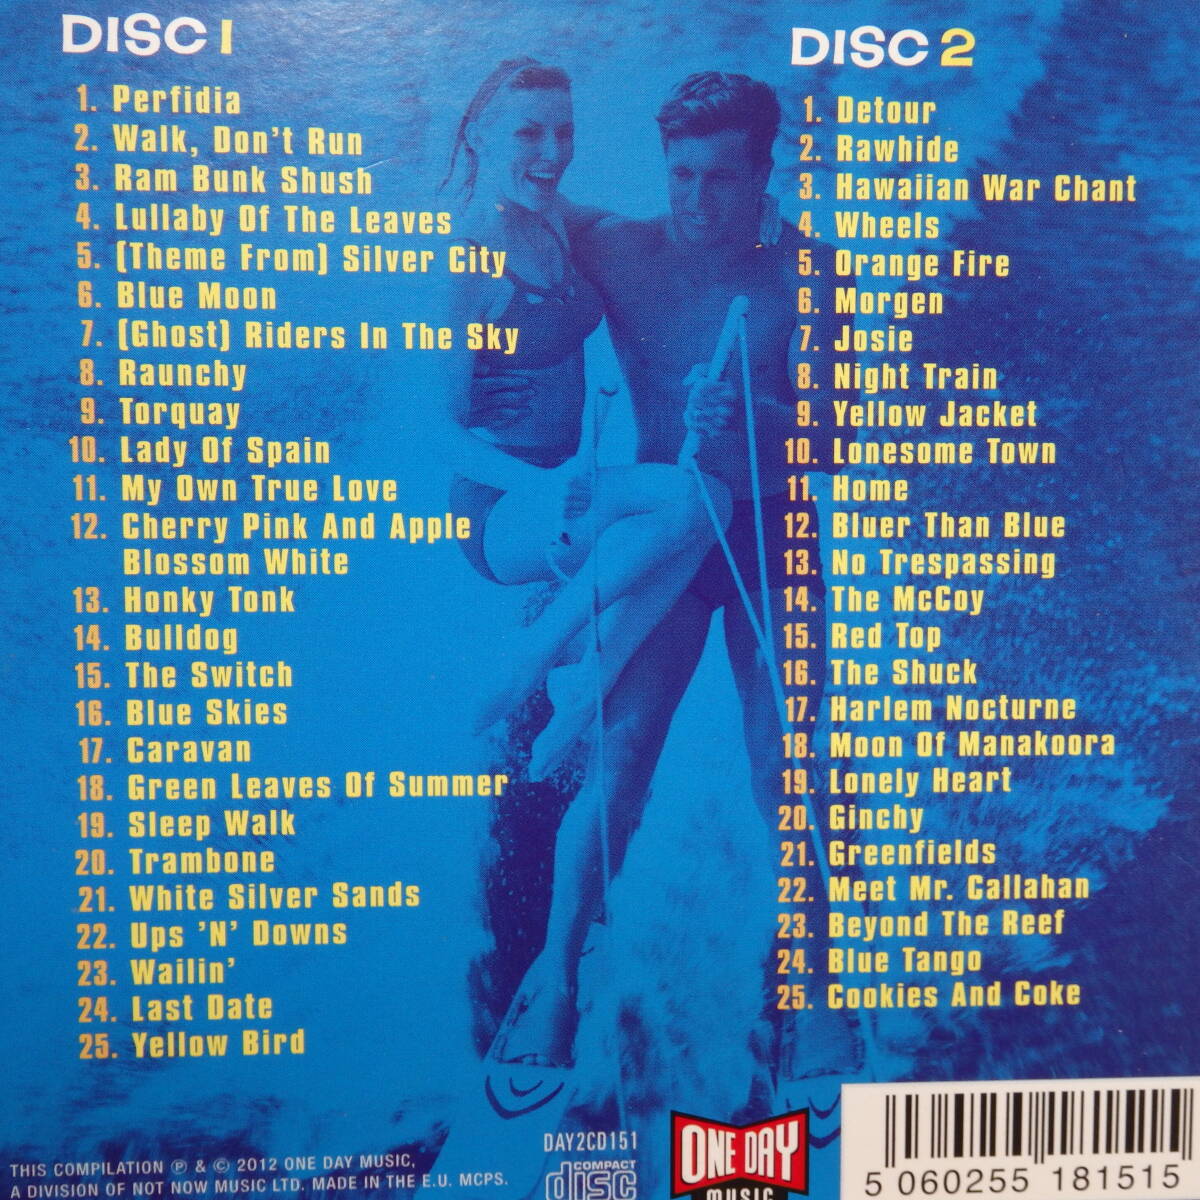 DISC 1
1. Perfidia
2. Walk, Don't Run
3. Ram Bunk Shush
4. Lullaby Of The Leaves
5. (Theme From) Silver City
6. Blue Moon
7. (Ghost) Riders In The Sky
8. Raunchy
9. Torquay
10. Lady Of Spain
11. My Own True Love
12. Cherry Pink And Apple
Blossom White
13. Honky Tonk
14. Bulldog
15. The Switch
16. Blue Skies
17. Caravan
18. Green Leaves Of Summer
19. Sleep Walk
20. Trambone
21. White Silver Sands
22. Ups 'N' Downs
23. Wailin'
24. Last Date
25. Yellow Bird
DISC 2
1. Detour
2. Rawhide
3. Hawaiian War Chant
4. Wheels
5. Orange Fire
6. Morgen
7. Josie
8. Night Train
9. Yellow Jacket
10. Lonesome Town
11. Home
12. Bluer Than Blue
13. No Trespassing
14. The McCoy
15. Red Top
16. The Shuck
17. Harlem Nocturne
18. Moon Of Manakoora
19. Lonely Heart
20. Ginchy
21. Greenfields
22. Meet Mr. Callahan
23. Beyond The Reef
24. Blue Tango
25. Cookies And Coke
THIS COMPILATION ℗ & © 2012 ONE DAY MUSIC,
A DIVISION OF NOT NOW MUSIC LTD. MADE IN THE E.U. MCPS.
DAY2CD151
COMPACT
disc
ONE DAY
MUSIC
5 060255 181515